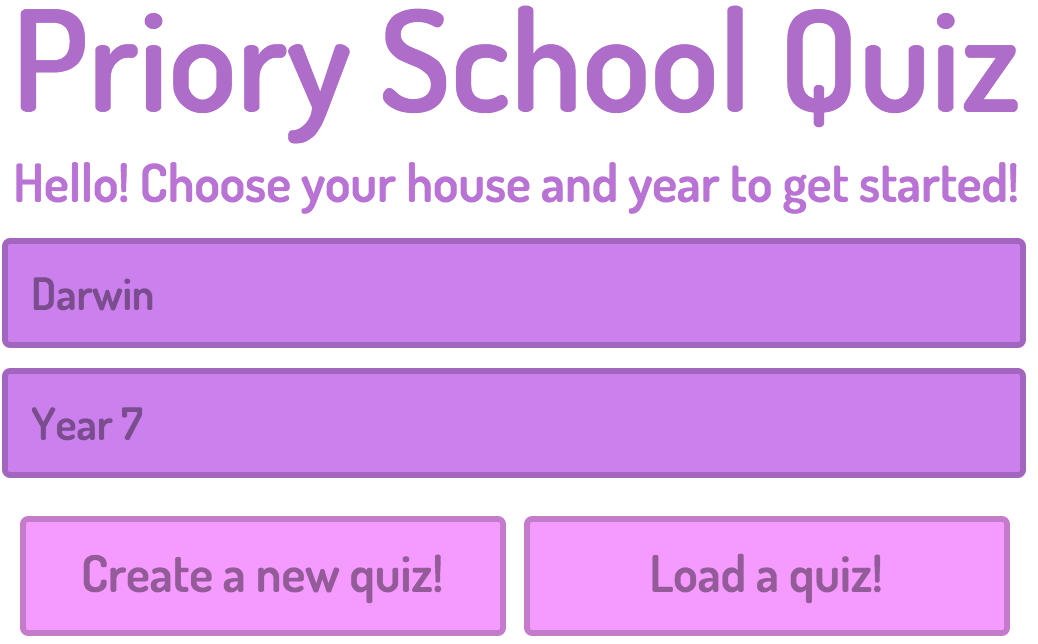 Priory School Quiz
Hello! Choose your house and year to get started!
Darwin
Year 7
Create a new quiz!
Load a quiz!